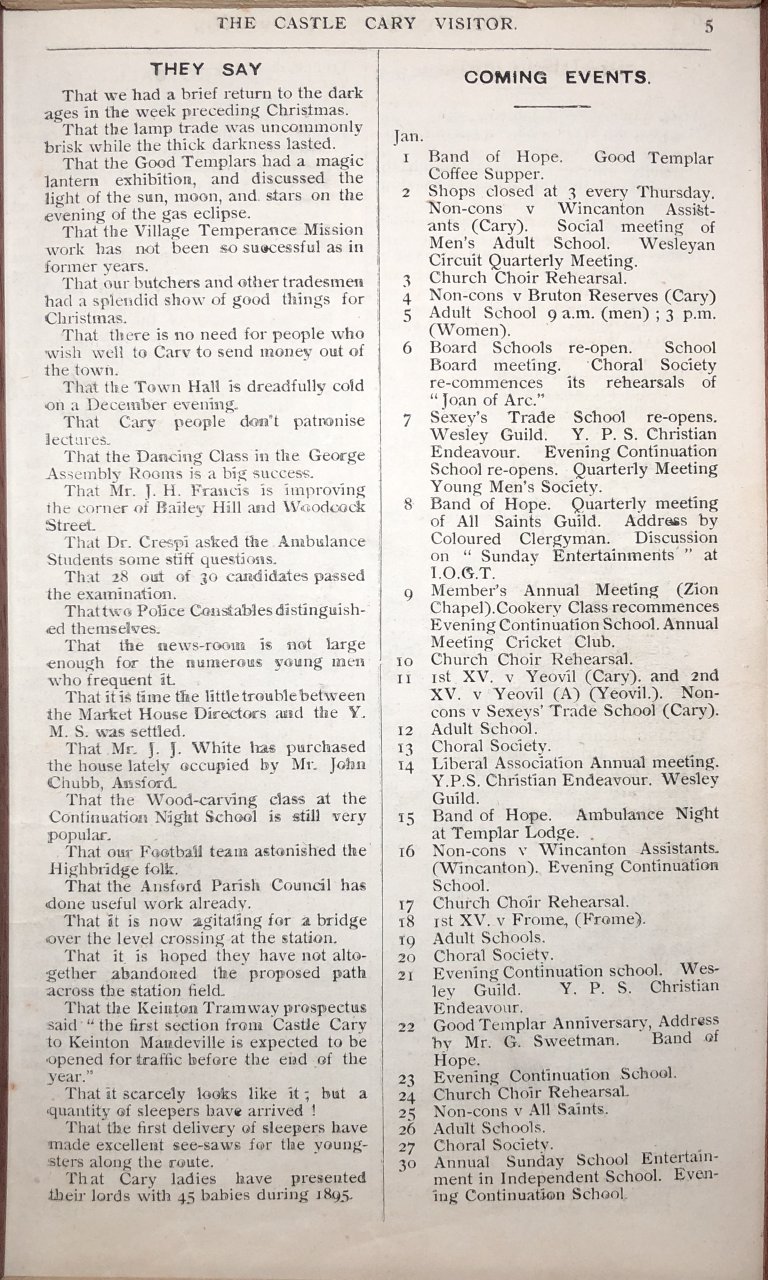 THE CASTLE CARY VISITOR.
5
THEY SAY
That we had a brief return to the dark
ages in the week preceding Christmas.
That the lamp trade was uncommonly
brisk while the thick darkness lasted.
That the Good Templars had a magic
lantern exhibition, and discussed the
light of the sun, moon, and stars on the
evening of the gas eclipse.
That the Village Temperance Mission
work has not been so successful as in
former years.
That our butchers and other tradesmen
had a splendid show of good things for
Christmas.
That there is no need for people who
wish well to Cary to send money out of
the town.
That the Town Hall is dreadfully cold
on a December evening.
That Cary people don't patronise
lectures.
That the Dancing Class in the George
Assembly Rooms is a big success.
That Mr. J. H. Francis is improving
the corner of Bailey Hill and Woodcock
Street.
That Dr. Crespi asked the Ambulance
Students some stiff questions.
That 28 out of 30 candidates passed
the examination.
That two Police Constables distinguish-
ed themselves.
That the news-room is not large
enough for the numerous young men
who frequent it.
That it is time the little trouble between
the Market House Directors and the Y.
M. S. was settled.
That Mr. J. J. White has purchased
the house lately occupied by Mr. John
Chubb, Ansford.
That the Wood-carving class at the
Continuation Night School is still very
popular.
That our Football team astonished the
Highbridge folk.
That the Ansford Parish Council has
done useful work already.
That it is now agitating for a bridge
over the level crossing at the station.
That it is hoped they have not alto-
gether abandoned the proposed path
across the station field.
That the Keinton Tramway prospectus
said "the first section from Castle Cary
to Keinton Mandeville is expected to be
opened for traffic before the end of the
year."
That it scarcely looks like it; but a
quantity of sleepers have arrived !
That the first delivery of sleepers have
made excellent see-saws for the young-
sters along the route.
That Cary ladies have presented
their lords with 45 babies during 1895.
COMING EVENTS.
Jan.
1 Band of Hope. Good Templar
Coffee Supper.
2 Shops closed at 3 every Thursday.
Non-cons v Wincanton Assist-
ants (Cary). Social meeting of
Men's Adult School. Wesleyan
Circuit Quarterly Meeting.
3 Church Choir Rehearsal.
4 Non-cons v Bruton Reserves (Cary)
5 Adult School 9 a.m. (men) ; 3 p.m.
(Women).
6 Board Schools re-open. School
Board meeting. Choral Society
re-commences its rehearsals of
"Joan of Arc."
7 Sexey's Trade School re-opens.
Wesley Guild. Y. P. S. Christian
Endeavour. Evening Continuation
School re-opens. Quarterly Meeting
Young Men's Society.
8 Band of Hope. Quarterly meeting
of All Saints Guild. Address by
Coloured Clergyman. Discussion
on " Sunday Entertainments " at
I.O.G.T.
9 Member's Annual Meeting (Zion
Chapel). Cookery Class recommences
Evening Continuation School. Annual
Meeting Cricket Club.
10 Church Choir Rehearsal.
11 1st XV. v Yeovil (Cary). and 2nd
XV. v Yeovil (A) (Yeovil.). Non-
cons v Sexeys' Trade School (Cary).
12 Adult School.
13 Choral Society.
14 Liberal Association Annual meeting.
Y.P.S. Christian Endeavour. Wesley
Guild.
15 Band of Hope. Ambulance Night
at Templar Lodge.
16 Non-cons v Wincanton Assistants.
(Wincanton). Evening Continuation
School.
17 Church Choir Rehearsal.
18 1st XV. v Frome, (Frome).
19 Adult Schools.
20 Choral Society.
21 Evening Continuation school. Wes-
ley Guild. Y. P. S. Christian
Endeavour.
22 Good Templar Anniversary, Address
by Mr. G. Sweetman. Band of
Hope.
23 Evening Continuation School.
24 Church Choir Rehearsal.
25 Non-cons v All Saints.
26 Adult Schools.
27 Choral Society.
30 Annual Sunday School Entertain-
ment in Independent School. Even-
ing Continuation School.